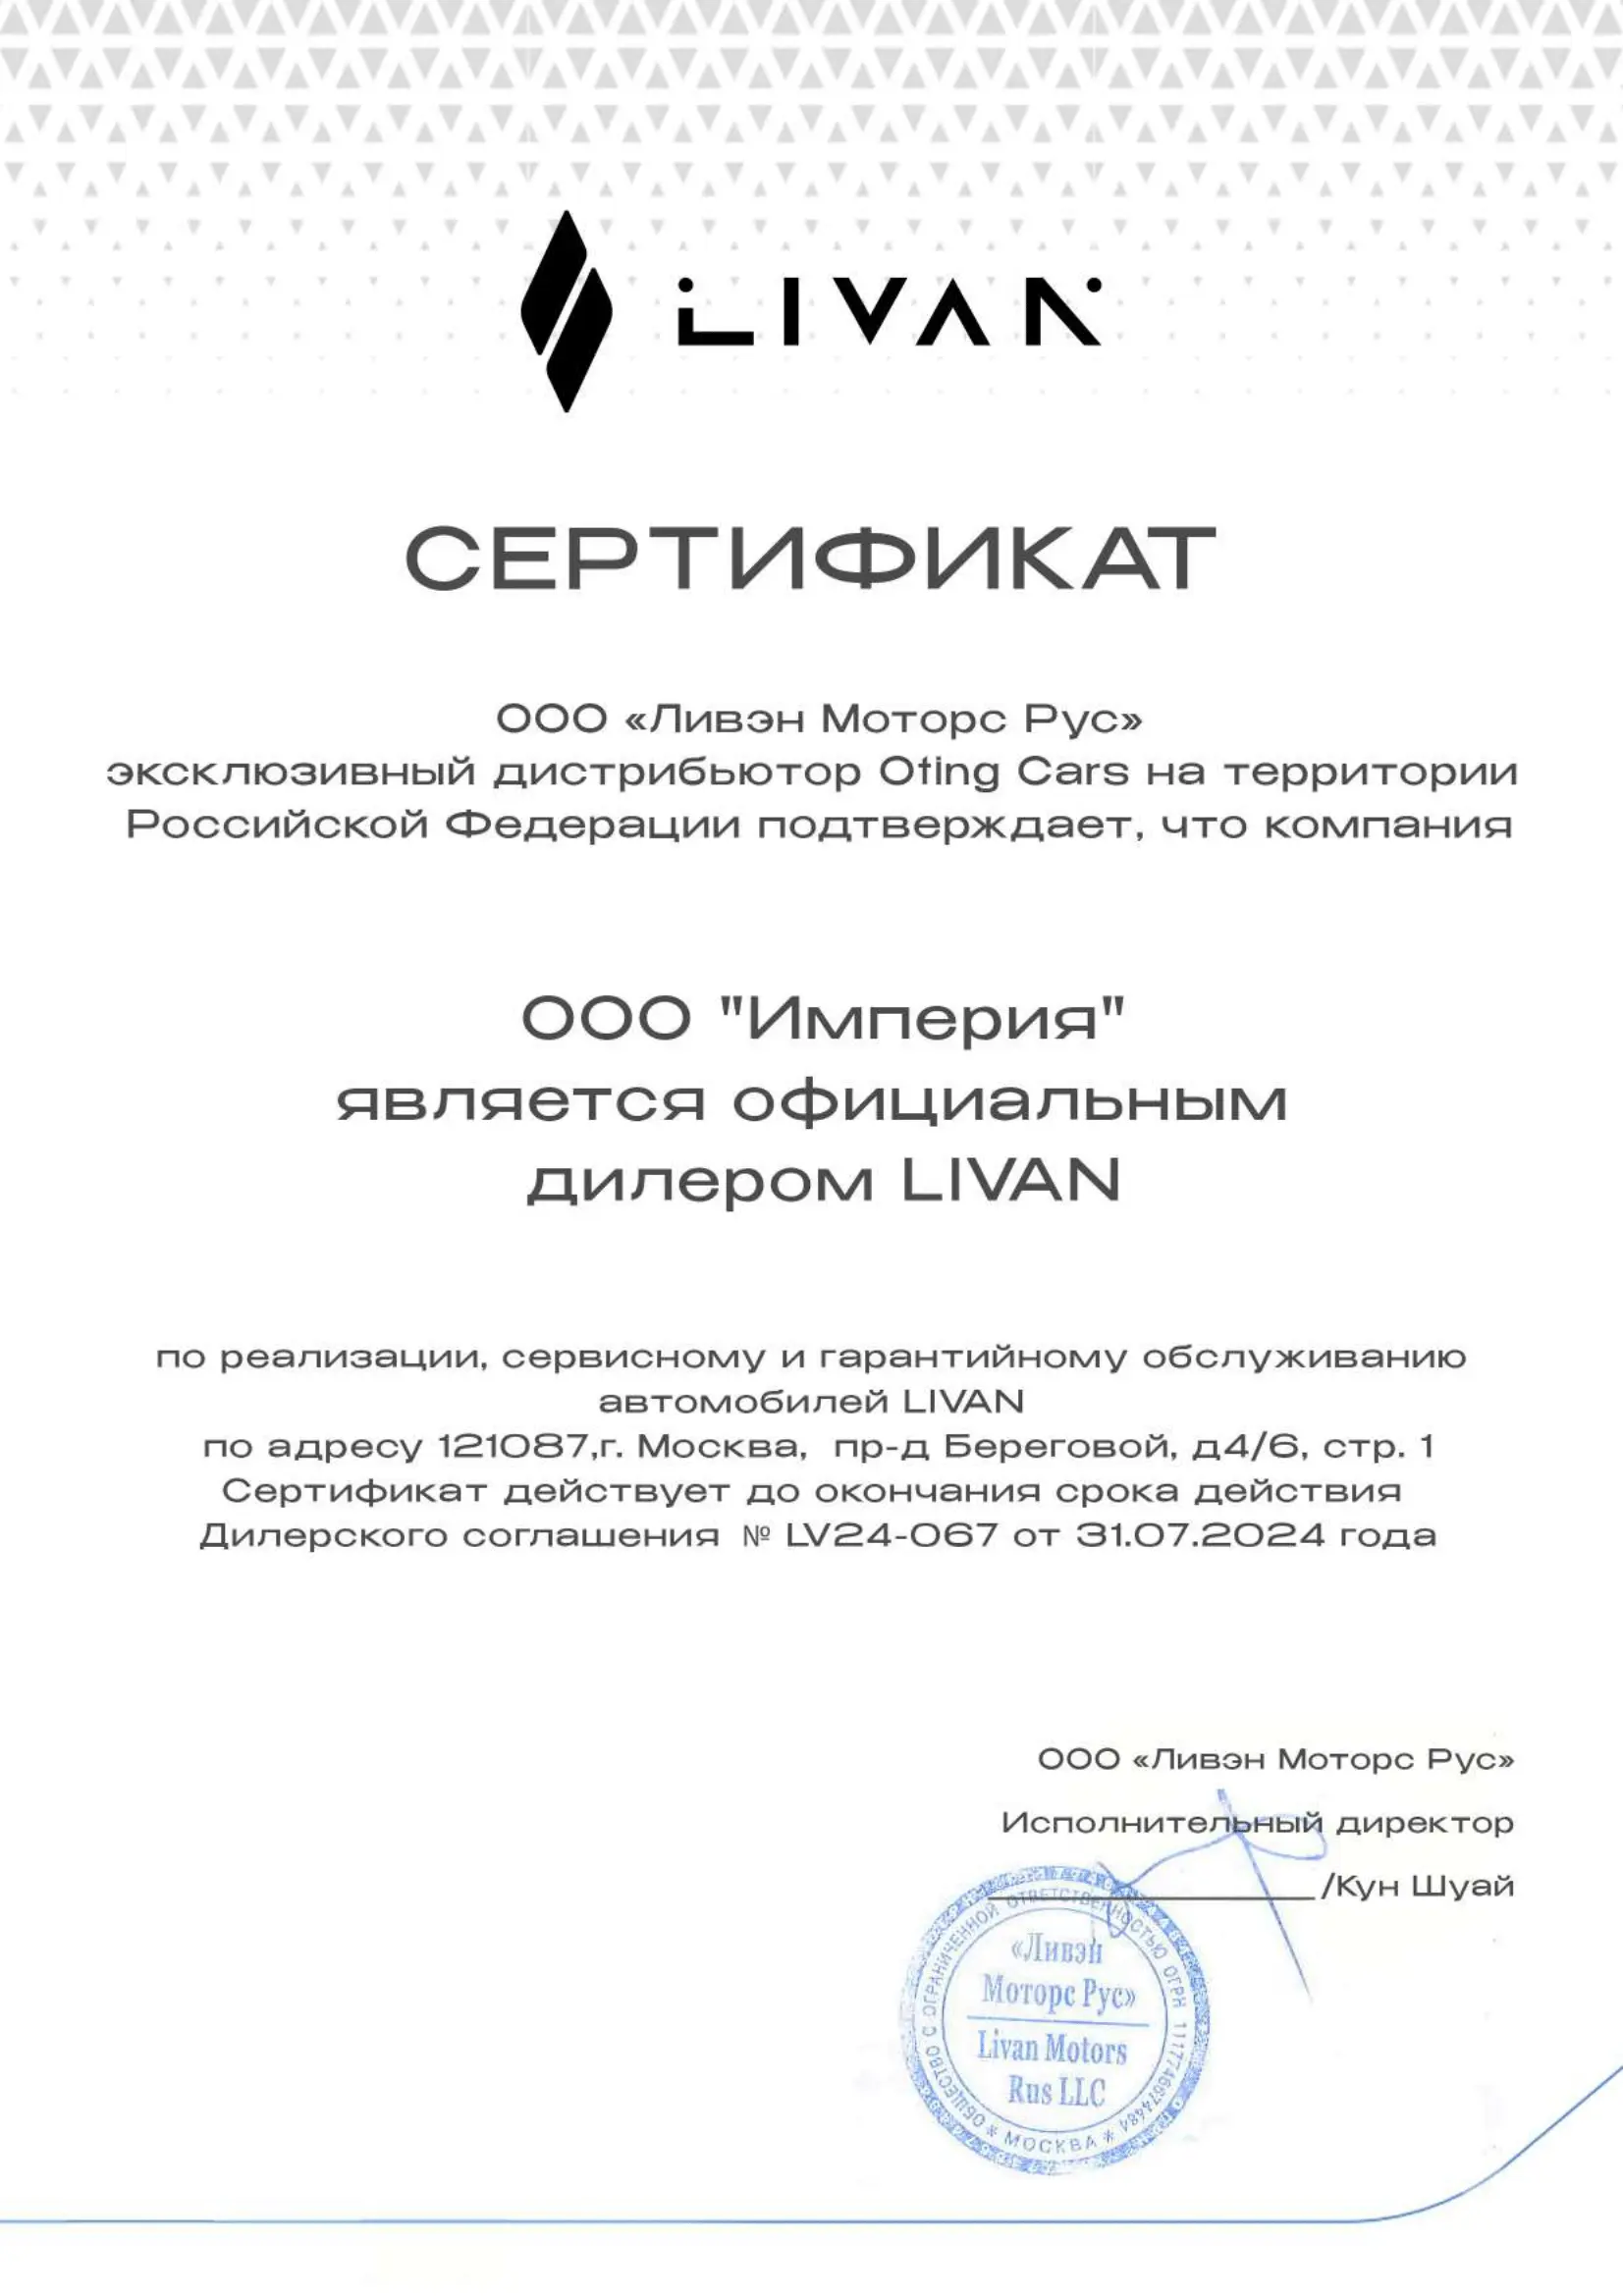 LIVAN
СЕРТИФИКАТ
ООО «Ливэн Моторс Рус»
эксклюзивный дистрибьютор Oting Cars на территории
Российской Федерации подтверждает, что компания
ООО "Империя"
является официальным
дилером LIVAN
по реализации, сервисному и гарантийному обслуживанию
автомобилей LIVAN
по адресу 121087,г. Москва, пр-д Береговой, д4/6, стр. 1
Сертификат действует до окончания срока действия
Дилерского соглашения № LV24-067 от 31.07.2024 года
ООО «Ливэн Моторс Рус»
Исполнительный директор
/Кун Шуай
ОБЩЕСТВО С ОГРАНИЧЕННОЙ ОТВЕТСТВЕННОСТЬЮ ОГРН 1117746674484
* МОСКВА *
«Ливэн
Моторс Рус»
Livan Motors
Rus LLC